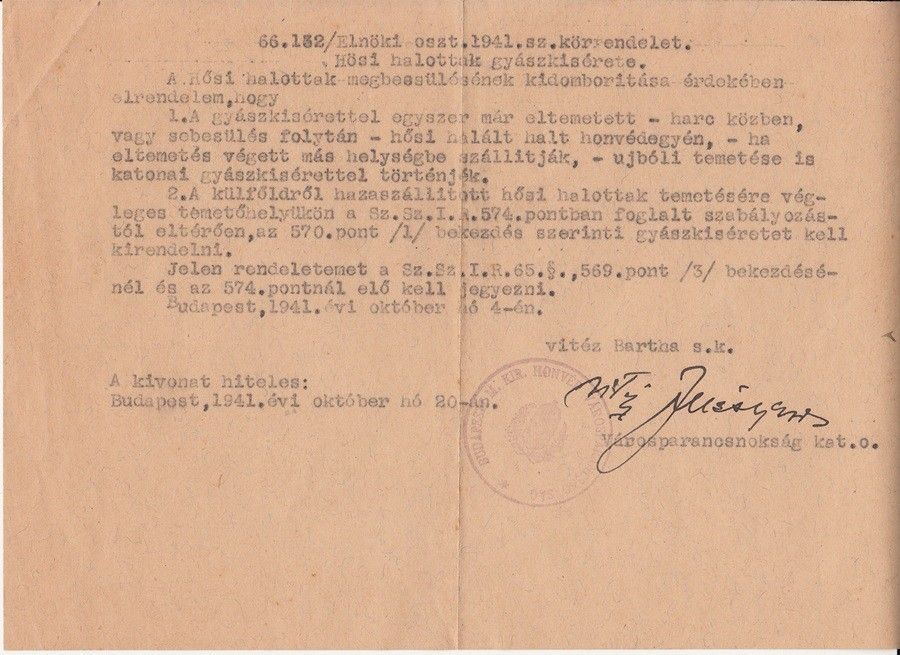 66.132/Elnöki oszt.1941.sz.körrendelet.
Hösi halottak gyászkisérete.
A Hősi halottak megbecsülésének kidomboritása érdekében
elrendelem,hogy
1.A gyászkisérettel egyszer már eltemetett - harc közben,
vagy sebesülés folytán - hősi halált halt honvédegyén, - ha
eltemetés végett más helységbe szállitják, - ujbóli temetése is
katonai gyászkisérettel történjék.
2.A külföldről hazaszállitott hősi halottak temetésére vég-
leges temetőhelyükön a Sz.Sz.I.R.574.pontban foglalt szabályozás-
tól eltérően,az 570.pont /1/ bekezdés szerinti gyászkiséretet kell
kirendelni.
Jelen rendeletemet a Sz.Sz.I.R.65.§.,569.pont /3/ bekezdésé-
nél és az 574.pontnál elő kell jegyezni.
Budapest,1941.évi október hó 4-én.
vitéz Bartha s.k.
A kivonat hiteles:
Budapest,1941.évi október hó 20-án.
Városparancsnokság kat.o.
BUDAPESTI M. KIR. HONVÉD